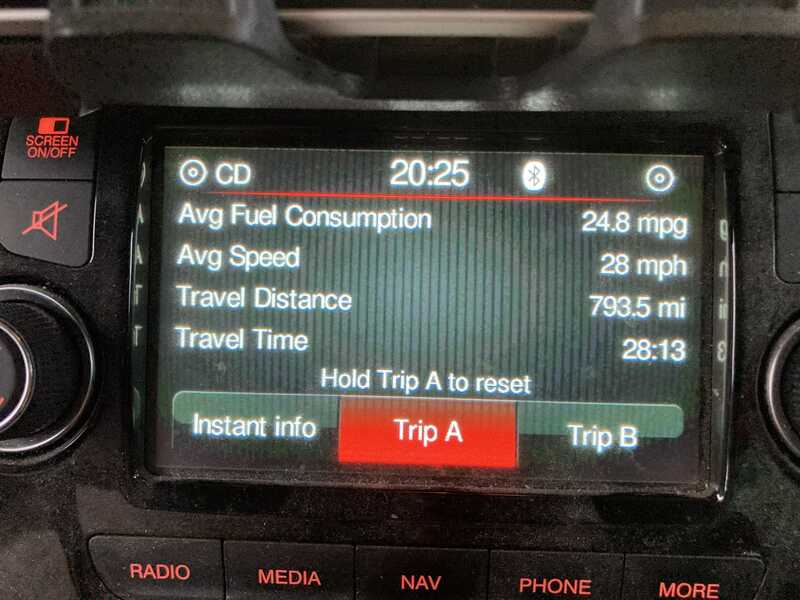 SCREEN
ON/OFF
CD 20:25
Avg Fuel Consumption 24.8 mpg
Avg Speed 28 mph
Travel Distance 793.5 mi
Travel Time 28:13
Hold Trip A to reset
Instant info Trip A Trip B
RADIO MEDIA NAV PHONE MORE